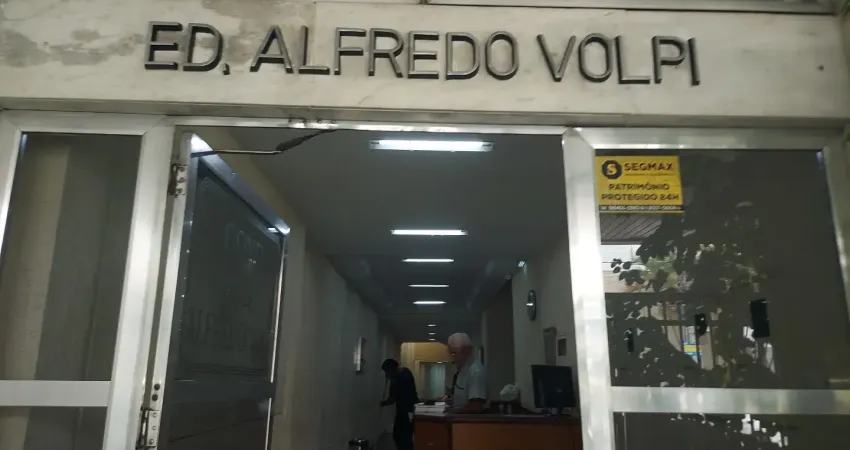 ED. ALFREDO VOLPI
SEGMAX
PATRIMÔNIO
PROTEGIDO 24H